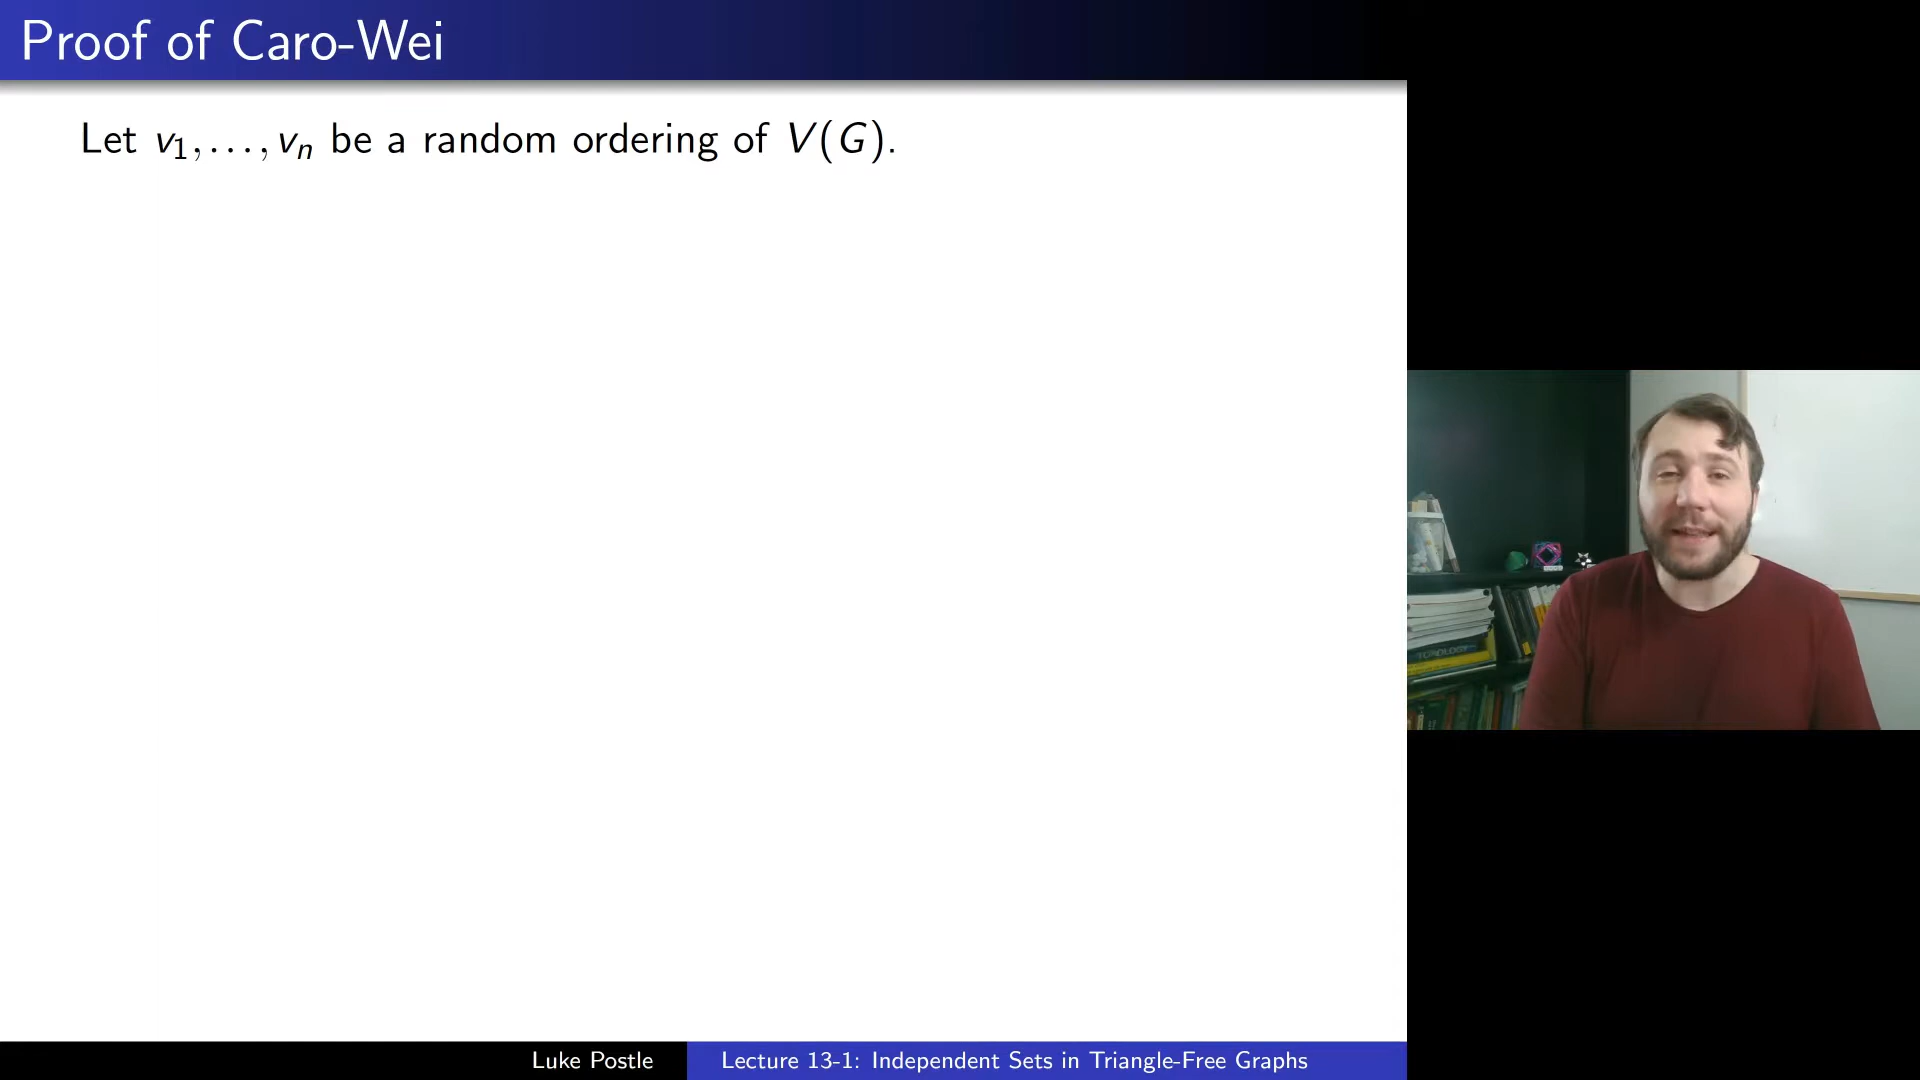 Proof of Caro-Wei
Let v₁,...,vₙ be a random ordering of V(G).
TOPOLOGY
Luke Postle
Lecture 13-1: Independent Sets in Triangle-Free Graphs